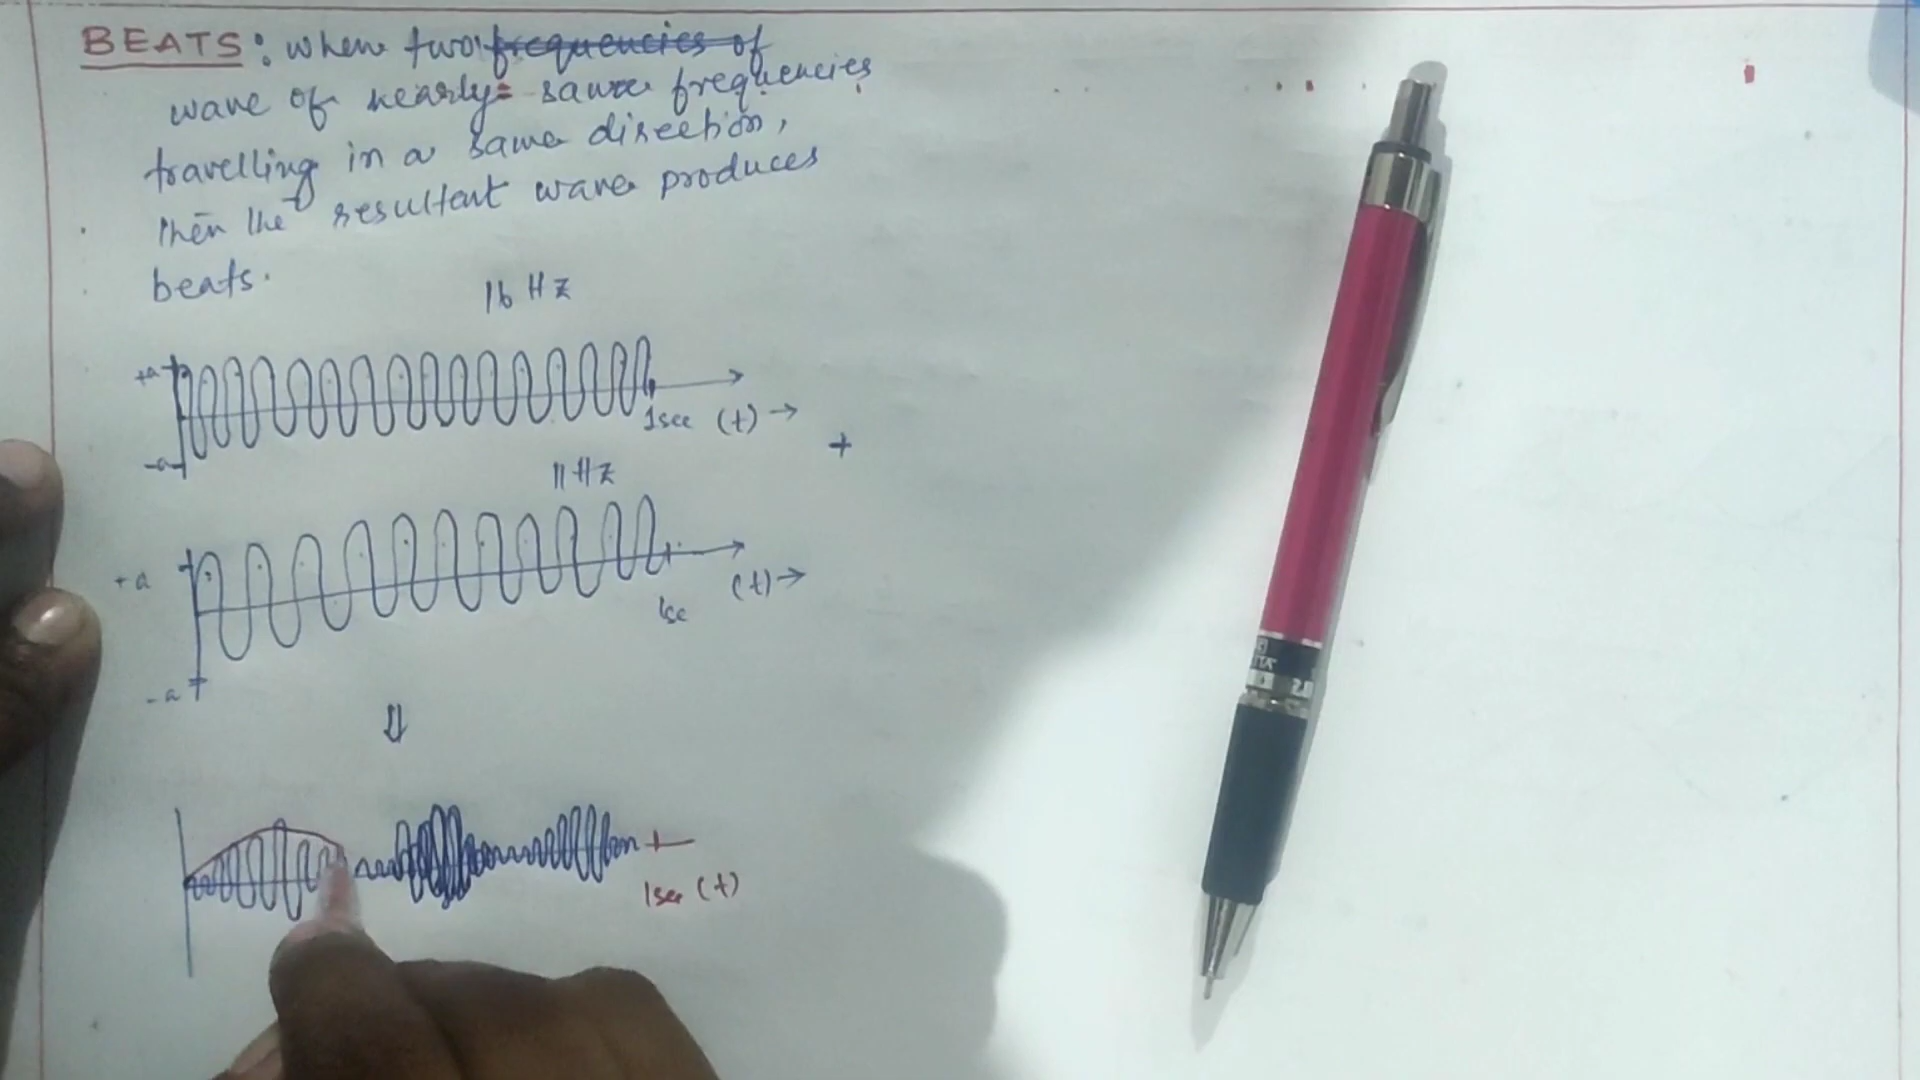 BEATS: when two frequencies of
wave of nearly same frequencies
travelling in a same direction,
then the resultant wave produces
beats.
16 HZ
+a
-a
1sec (t) →
+
11 HZ
+a
-a
1sc (t) →
⇓
1sec (t)